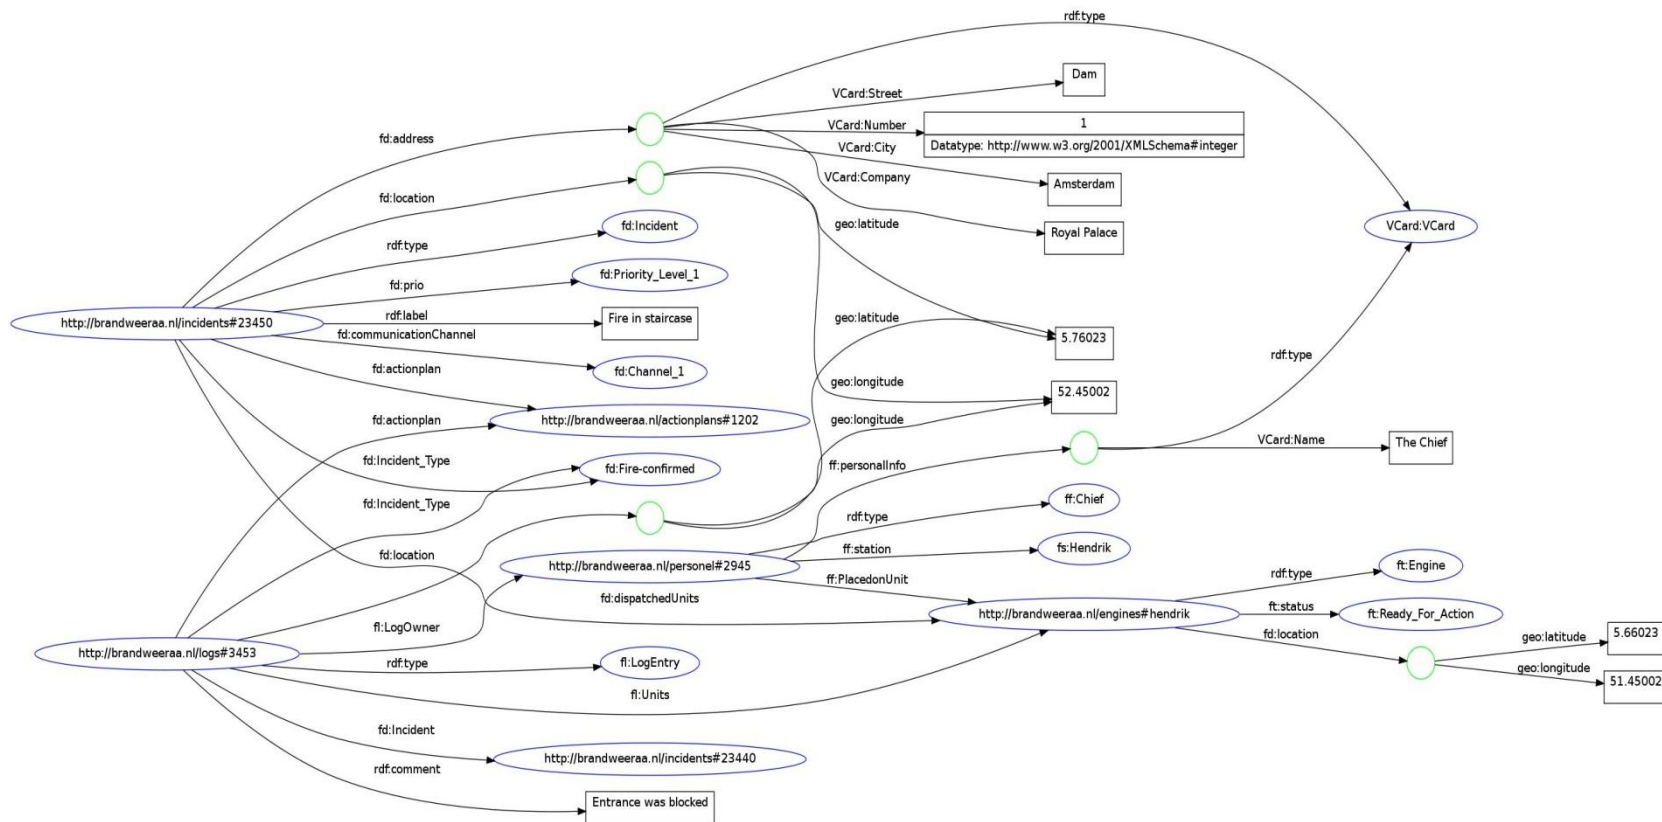 rdf:type
Dam
VCard:Street
1
VCard:Number
fd:address
Datatype: http://www.w3.org/2001/XMLSchema#integer
VCard:City
VCard:Company
Amsterdam
fd:location
geo:latitude
fd:Incident
VCard:VCard
Royal Palace
rdf:type
fd:Priority_Level_1
fd:prio
http://brandweeraa.nl/incidents#23450
rdf:label
Fire in staircase
geo:latitude
fd:communicationChannel
5.76023
rdf:type
fd:actionplan
fd:Channel_1
geo:longitude
52.45002
fd:actionplan
http://brandweeraa.nl/actionplans#1202
geo:longitude
VCard:Name
The Chief
fd:Incident_Type
fd:Fire-confirmed
ff:personalInfo
fd:Incident_Type
ff:Chief
rdf:type
fd:location
ff:station
fs:Hendrik
http://brandweeraa.nl/personel#2945
ft:Engine
rdf:type
ff:PlacedonUnit
fd:dispatchedUnits
http://brandweeraa.nl/engines#hendrik
ft:status
ft:Ready_For_Action
fl:LogOwner
fd:location
geo:latitude
5.66023
http://brandweeraa.nl/logs#3453
rdf:type
fl:LogEntry
geo:longitude
51.45002
fl:Units
fd:Incident
http://brandweeraa.nl/incidents#23440
rdf:comment
Entrance was blocked